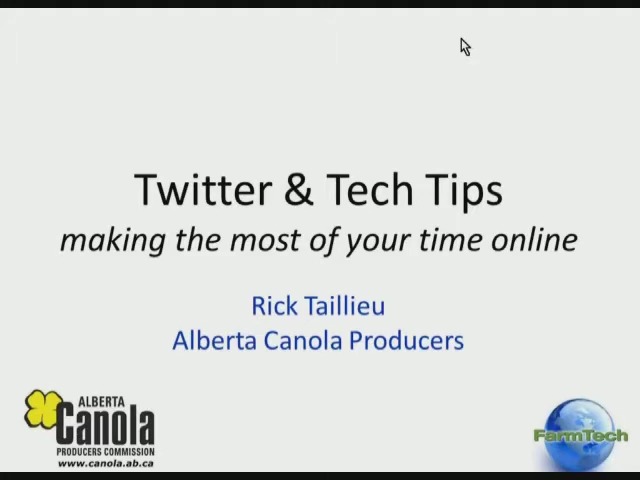 Twitter & Tech Tips
making the most of your time online
Rick Taillieu
Alberta Canola Producers
ALBERTA
Canola
PRODUCERS COMMISSION
www.canola.ab.ca
FarmTech